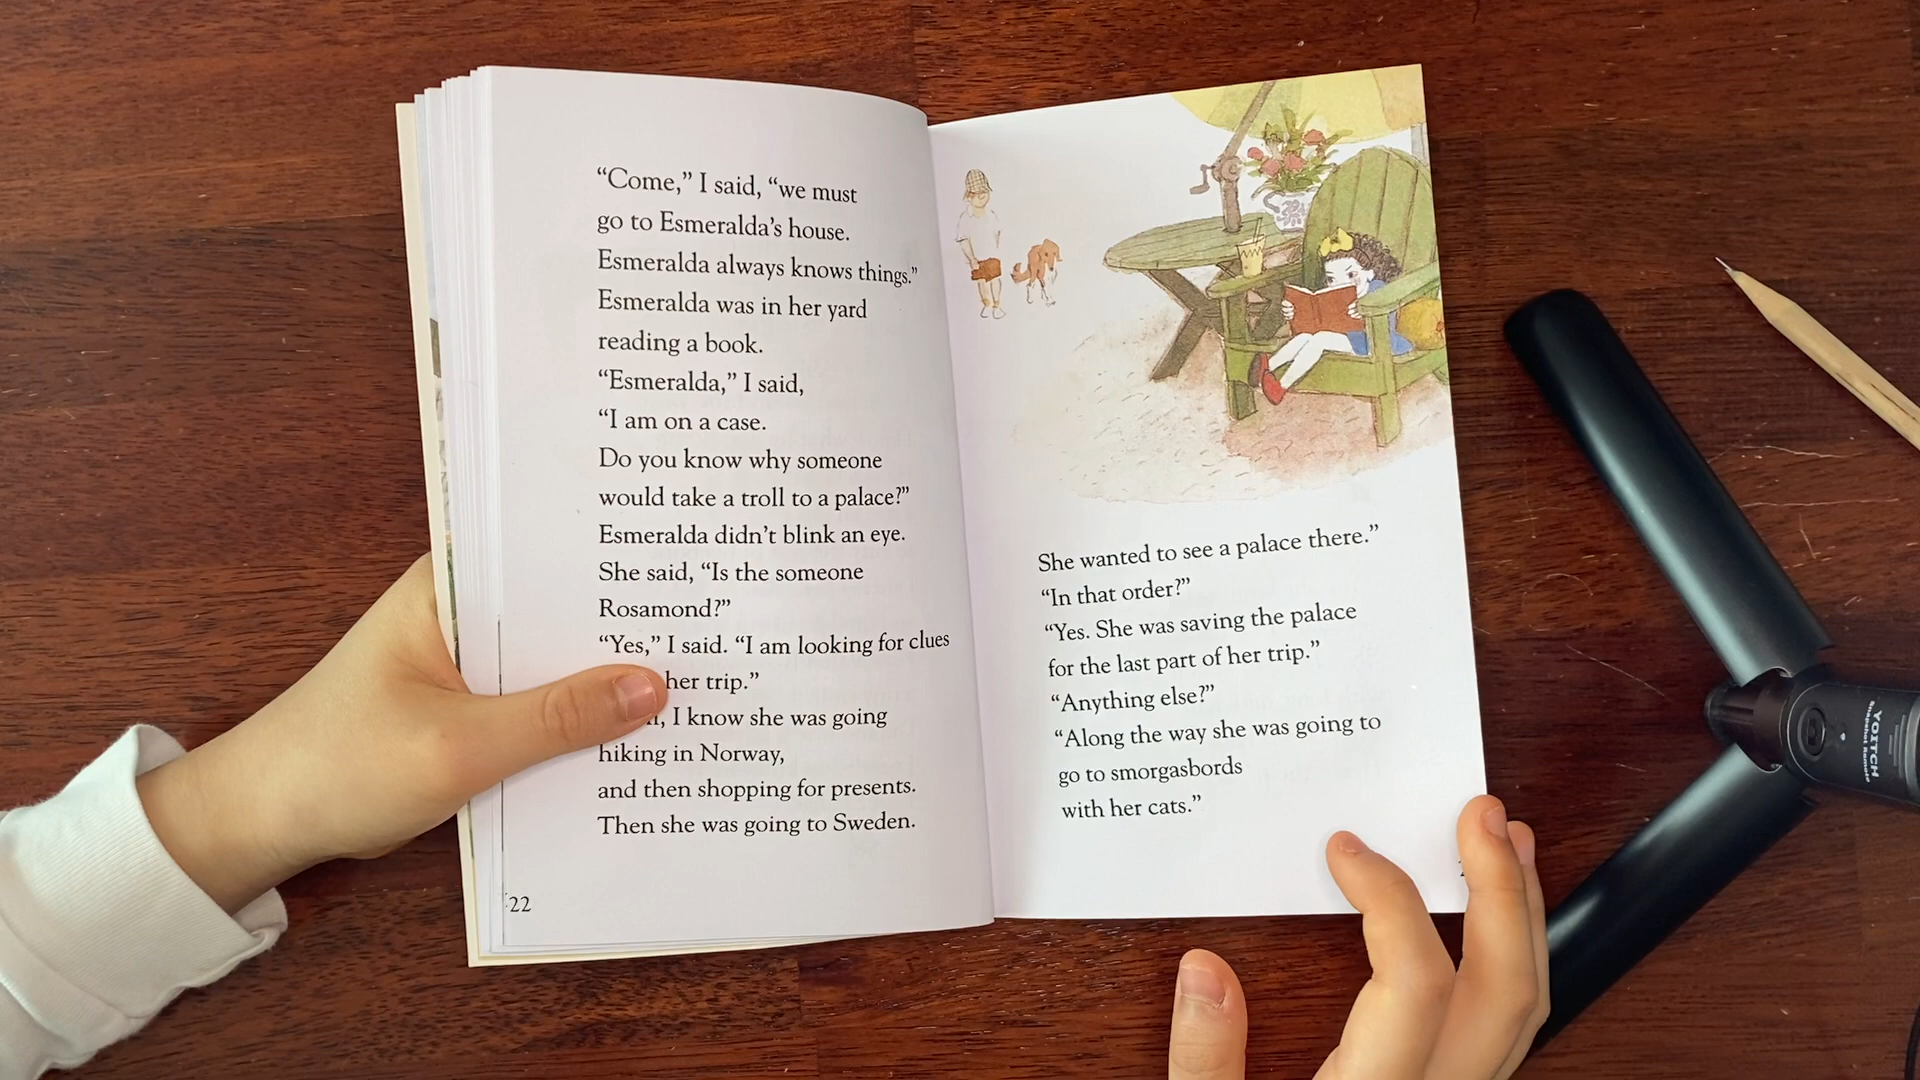 “Come,” I said, “we must
go to Esmeralda’s house.
Esmeralda always knows things.”
Esmeralda was in her yard
reading a book.
“Esmeralda,” I said,
“I am on a case.
Do you know why someone
would take a troll to a palace?”
Esmeralda didn’t blink an eye.
She said, “Is the someone
Rosamond?”
“Yes,” I said. “I am looking for clues
her trip.”
I know she was going
hiking in Norway,
and then shopping for presents.
Then she was going to Sweden.
22
She wanted to see a palace there.”
“In that order?”
“Yes. She was saving the palace
for the last part of her trip.”
“Anything else?”
“Along the way she was going to
go to smorgasbords
with her cats.”
YOITCH
Snapshot Remote